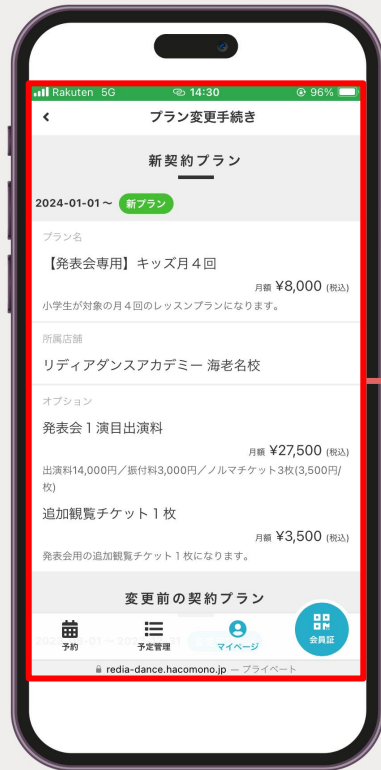 Rakuten 5G 14:30 96%
プラン変更手続き
新契約プラン
2024-01-01～ 新プラン
プラン名
【発表会専用】キッズ月４回
月額 ¥8,000 (税込)
小学生が対象の月４回のレッスンプランになります。
所属店舗
リディアダンスアカデミー 海老名校
オプション
発表会１演目出演料
月額 ¥27,500 (税込)
出演料14,000円／振付料3,000円／ノルマチケット3枚(3,500円/
枚)
追加観覧チケット１枚
月額 ¥3,500 (税込)
発表会用の追加観覧チケット１枚になります。
変更前の契約プラン
予約 予定管理 マイページ 会員証
redia-dance.hacomono.jp — プライベート